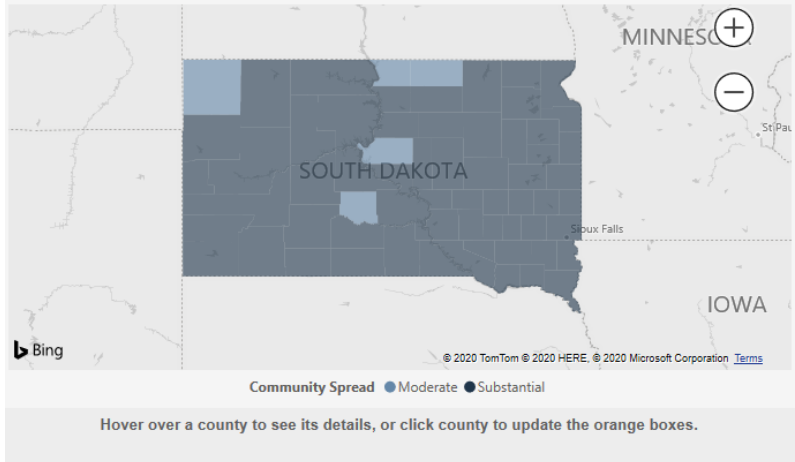 MINNESOTA
St Pau
SOUTH DAKOTA
Sioux Falls
IOWA
Bing
© 2020 TomTom © 2020 HERE, © 2020 Microsoft Corporation Terms
Community Spread Moderate Substantial
Hover over a county to see its details, or click county to update the orange boxes.